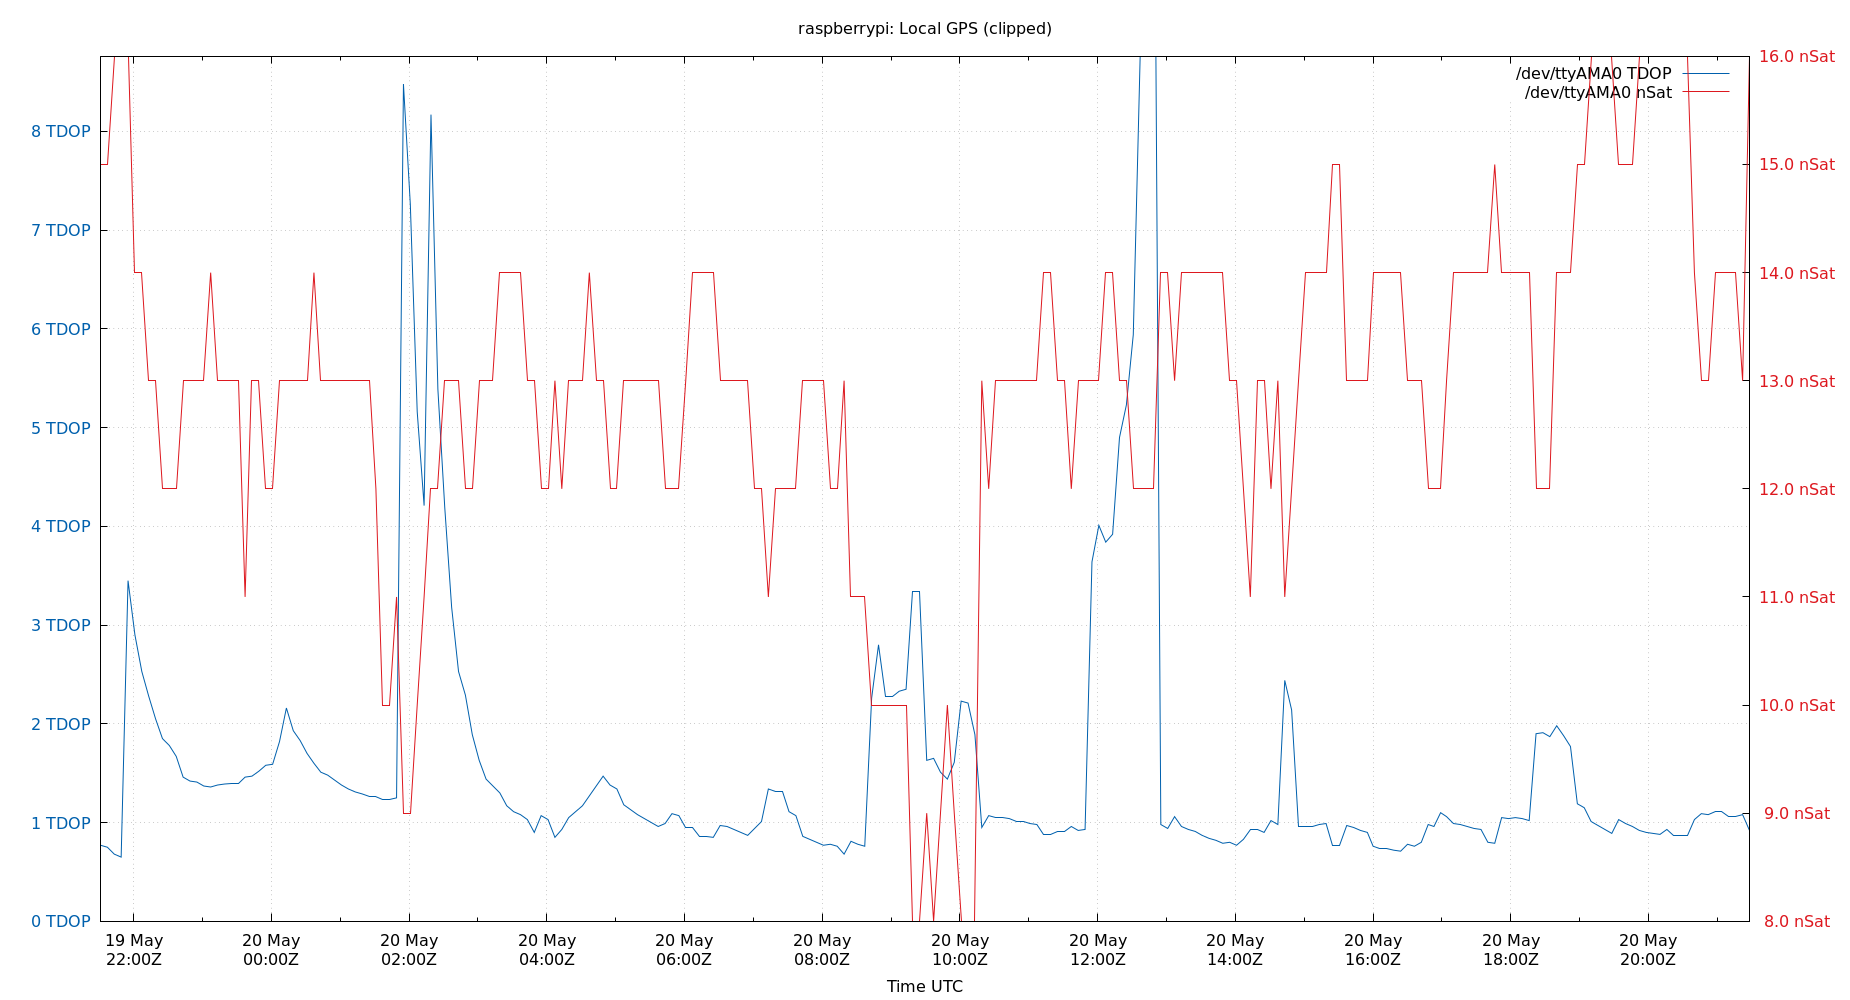 raspberrypi: Local GPS (clipped)
/dev/ttyAMA0 TDOP
/dev/ttyAMA0 nSat
8 TDOP
7 TDOP
6 TDOP
5 TDOP
4 TDOP
3 TDOP
2 TDOP
1 TDOP
0 TDOP
16.0 nSat
15.0 nSat
14.0 nSat
13.0 nSat
12.0 nSat
11.0 nSat
10.0 nSat
9.0 nSat
8.0 nSat
19 May
22:00Z
20 May
00:00Z
20 May
02:00Z
20 May
04:00Z
20 May
06:00Z
20 May
08:00Z
20 May
10:00Z
20 May
12:00Z
20 May
14:00Z
20 May
16:00Z
20 May
18:00Z
20 May
20:00Z
Time UTC